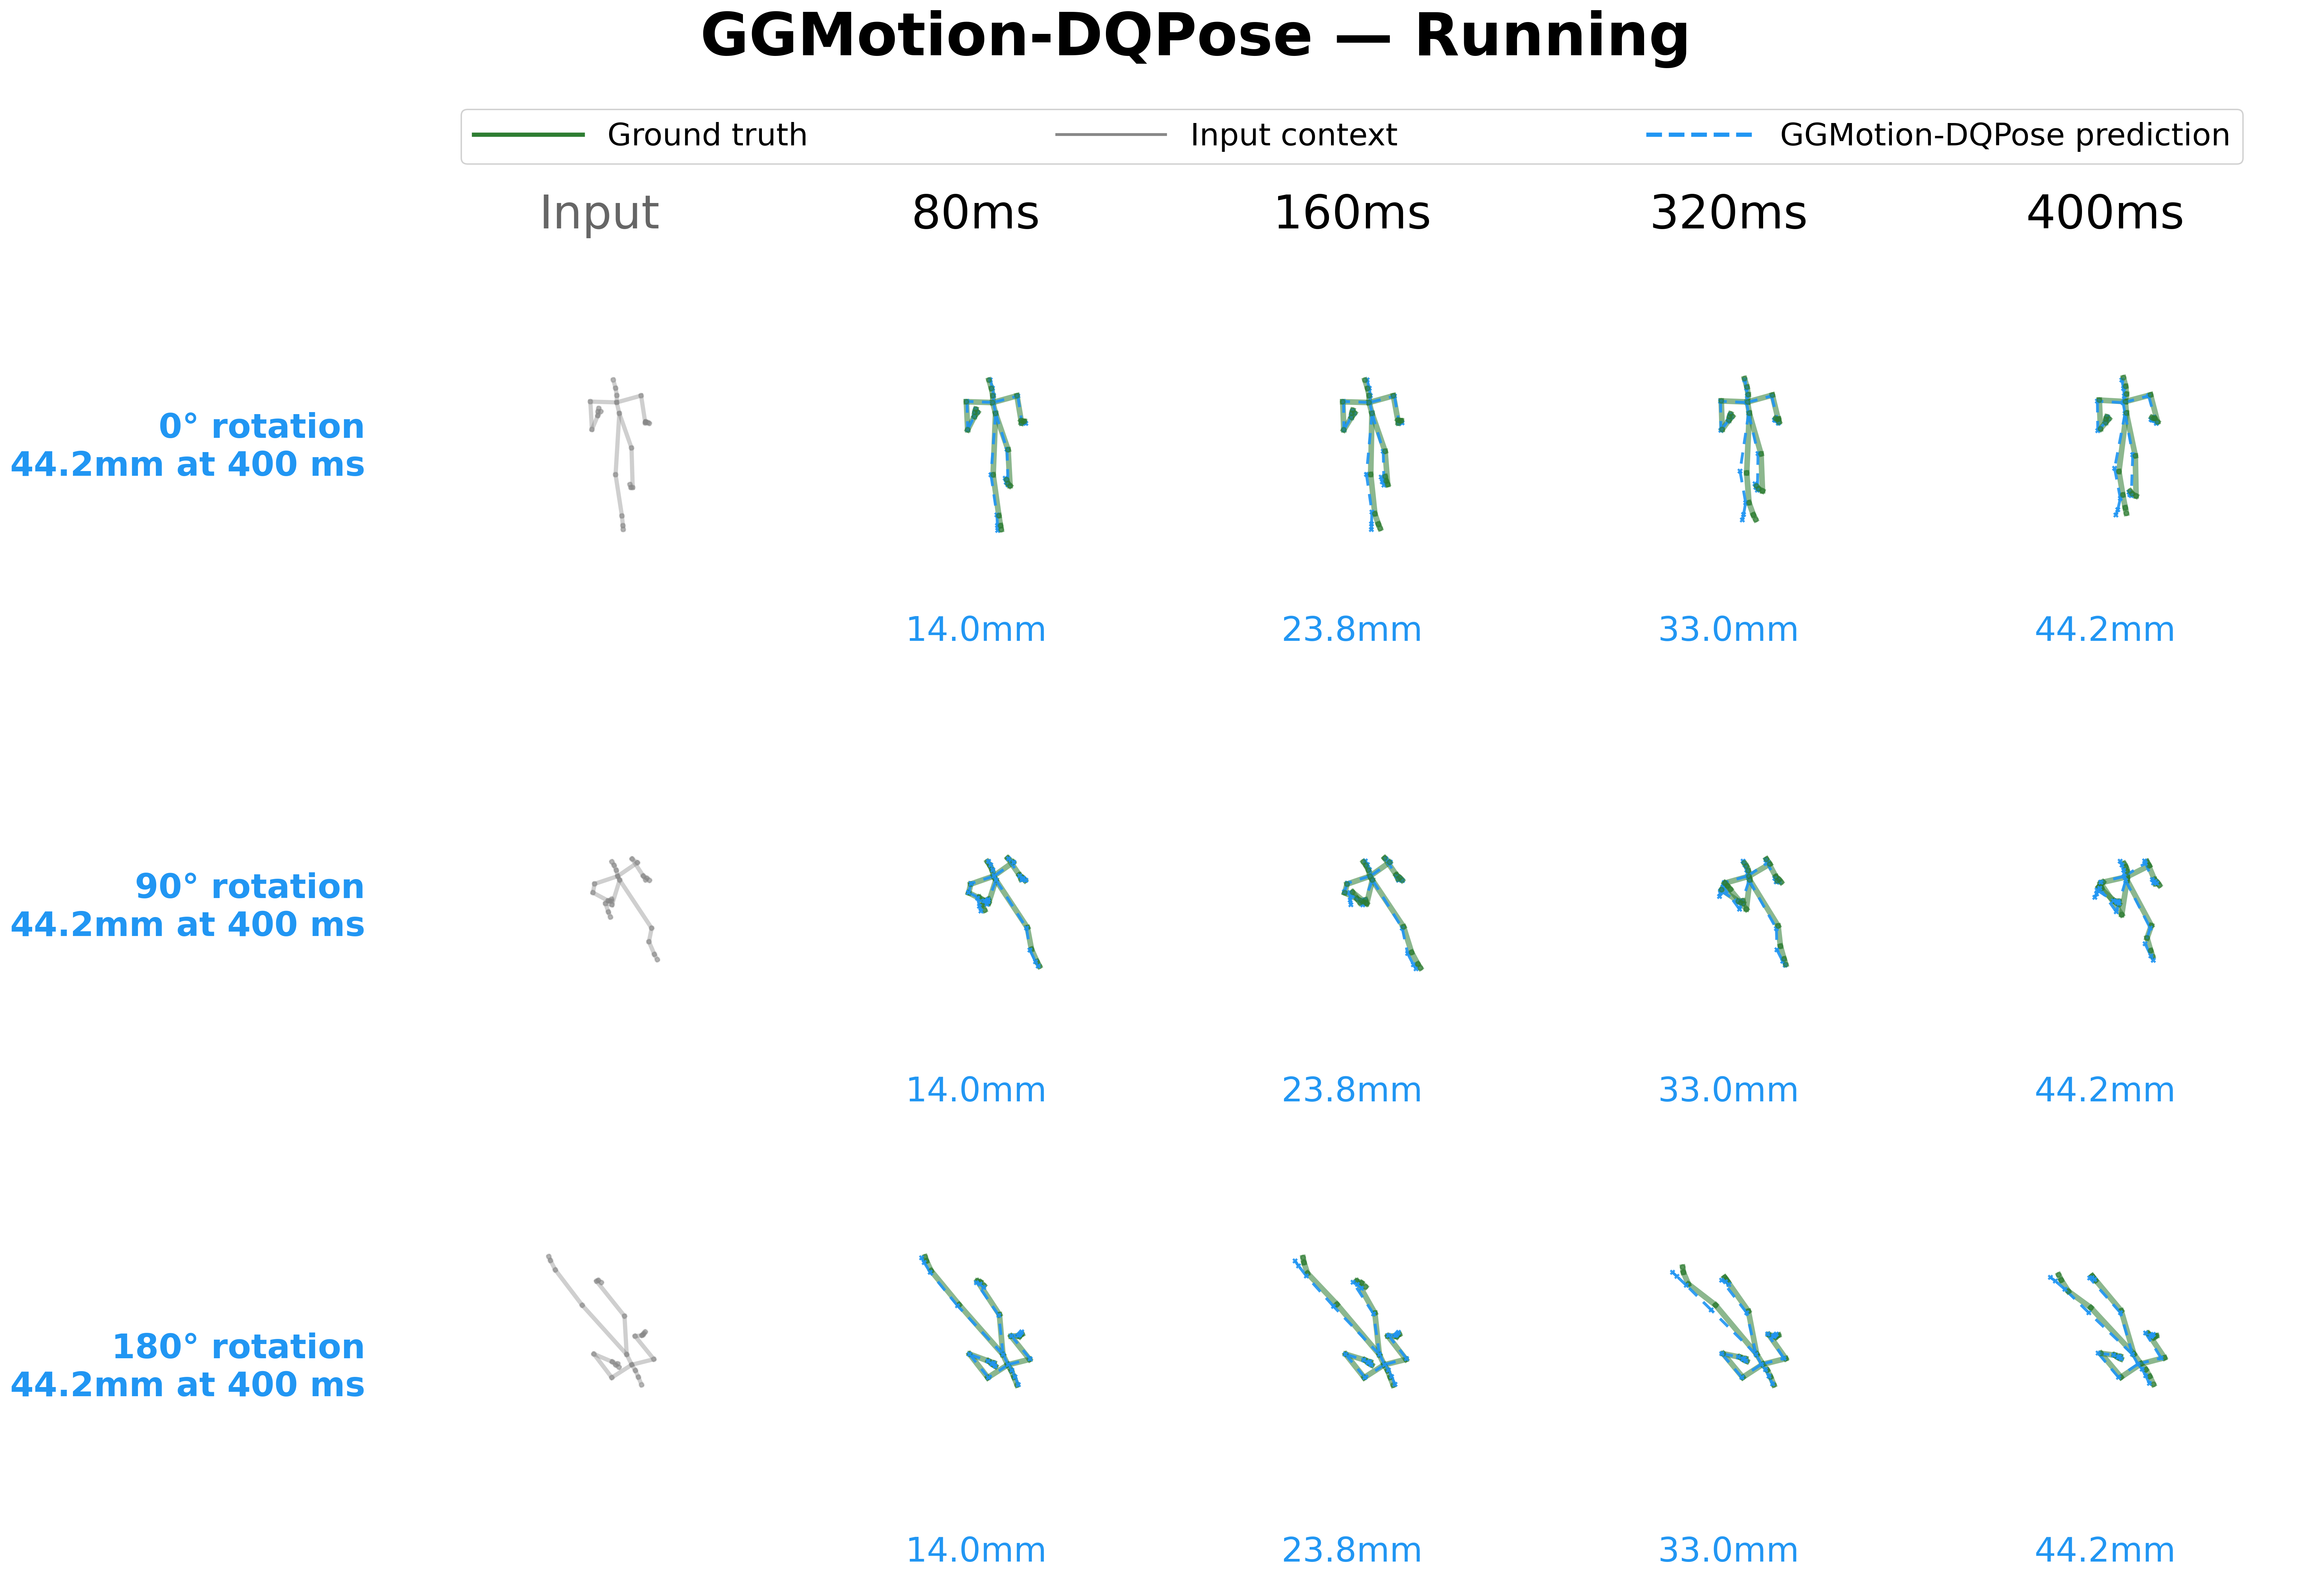 GGMotion-DQPose — Running
Ground truth
Input context
GGMotion-DQPose prediction
Input
80ms
160ms
320ms
400ms
0° rotation
44.2mm at 400 ms
14.0mm
23.8mm
33.0mm
44.2mm
90° rotation
44.2mm at 400 ms
14.0mm
23.8mm
33.0mm
44.2mm
180° rotation
44.2mm at 400 ms
14.0mm
23.8mm
33.0mm
44.2mm